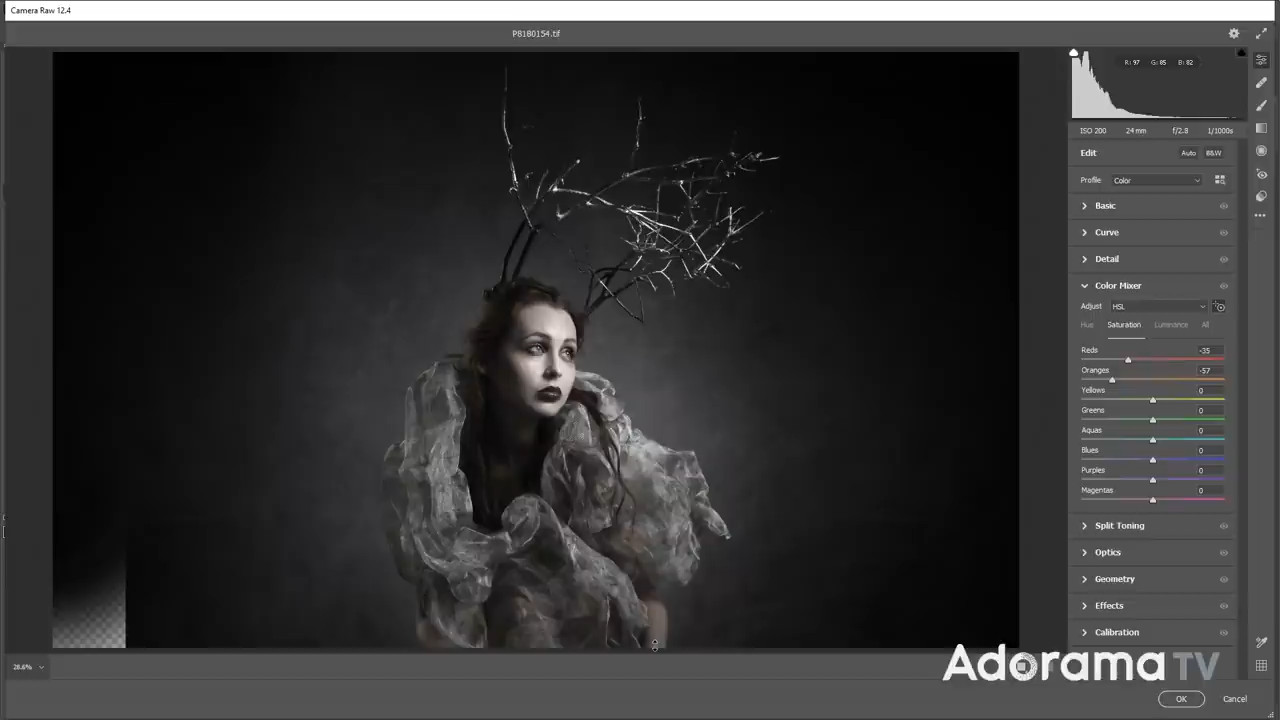 Camera Raw 12.4
P8180154.tif
R: 97 G: 85 B: 82
ISO 200 24 mm f/2.8 1/1000s
Edit Auto B&W
Profile Color
Basic
Curve
Detail
Color Mixer
Adjust HSL
Hue Saturation Luminance All
Reds -35
Oranges -57
Yellows 0
Greens 0
Aquas 0
Blues 0
Purples 0
Magentas 0
Split Toning
Optics
Geometry
Effects
Calibration
Adorama TV
28.6%
OK Cancel